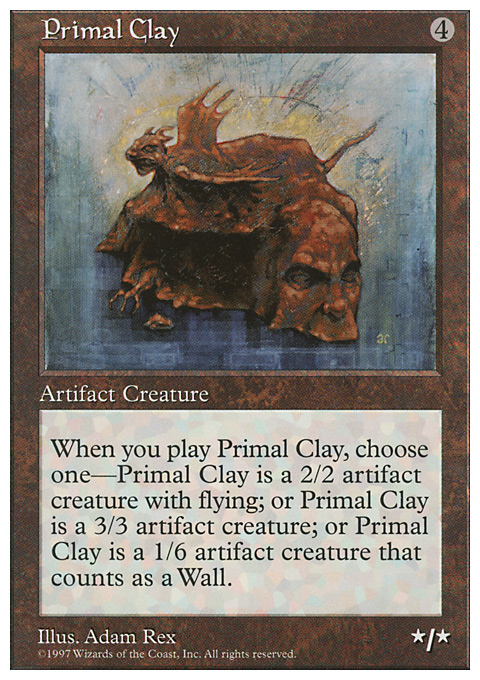 Primal Clay
4
ar
Artifact Creature
When you play Primal Clay, choose
one—Primal Clay is a 2/2 artifact
creature with flying; or Primal Clay
is a 3/3 artifact creature; or Primal
Clay is a 1/6 artifact creature that
counts as a Wall.
Illus. Adam Rex
©1997 Wizards of the Coast, Inc. All rights reserved.
★/★